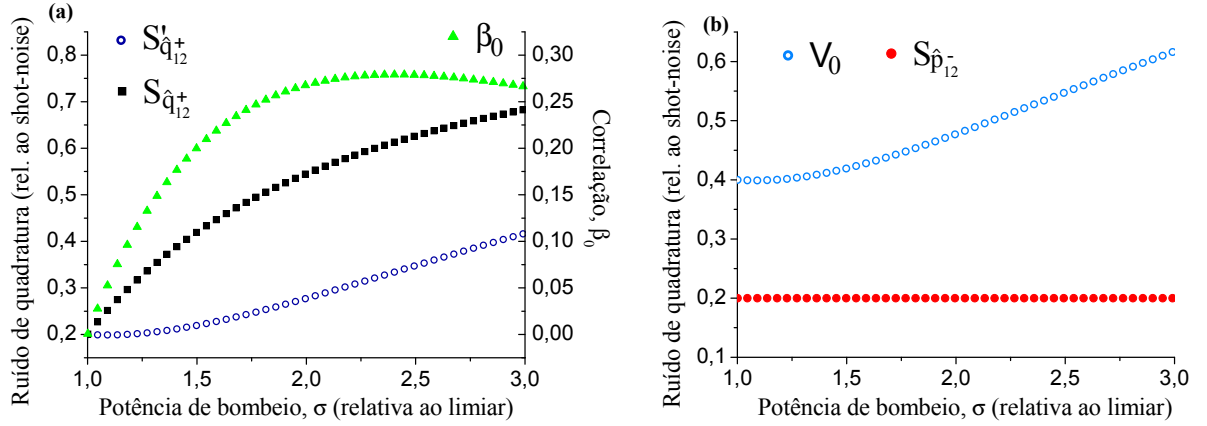 (a)
S'q̂₁₂⁺
Sq̂₁₂⁺
β₀
Ruído de quadratura (rel. ao shot-noise)
0,8
0,7
0,6
0,5
0,4
0,3
0,2
0,30
0,25
0,20
0,15
0,10
0,05
0,00
Correlação, β₀
1,0 1,5 2,0 2,5 3,0
Potência de bombeio, σ (relativa ao limiar)
(b)
V₀
Sp̂₁₂⁻
Ruído de quadratura (rel. ao shot-noise)
0,6
0,5
0,4
0,3
0,2
0,1
1,0 1,5 2,0 2,5 3,0
Potência de bombeio, σ (relativa ao limiar)